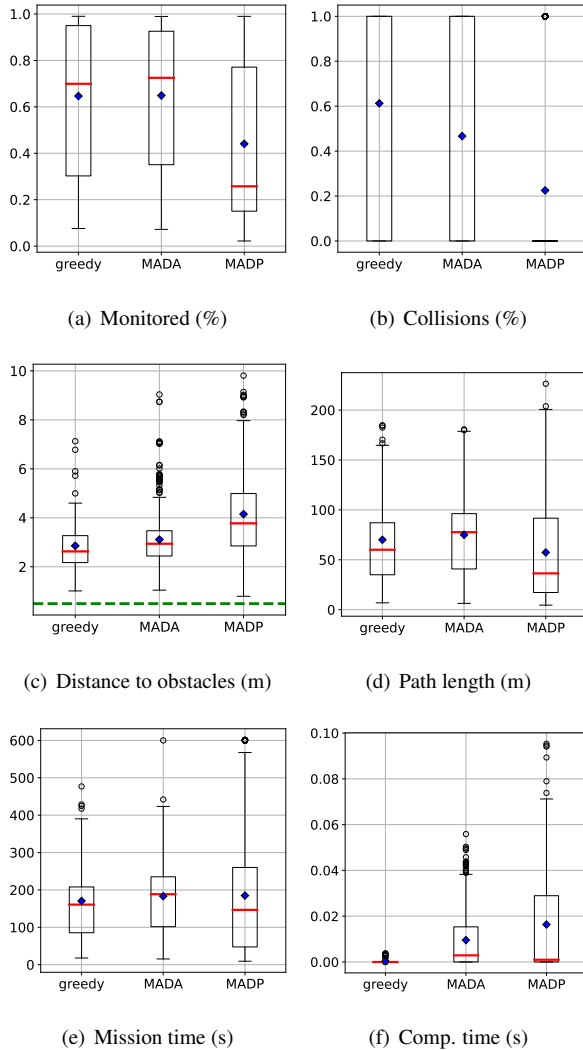 1.0
0.8
0.6
0.4
0.2
0.0
greedy MADA MADP
(a) Monitored (%)
1.0
0.8
0.6
0.4
0.2
0.0
greedy MADA MADP
(b) Collisions (%)
10
8
6
4
2
greedy MADA MADP
(c) Distance to obstacles (m)
200
150
100
50
0
greedy MADA MADP
(d) Path length (m)
600
500
400
300
200
100
0
greedy MADA MADP
(e) Mission time (s)
0.10
0.08
0.06
0.04
0.02
0.00
greedy MADA MADP
(f) Comp. time (s)